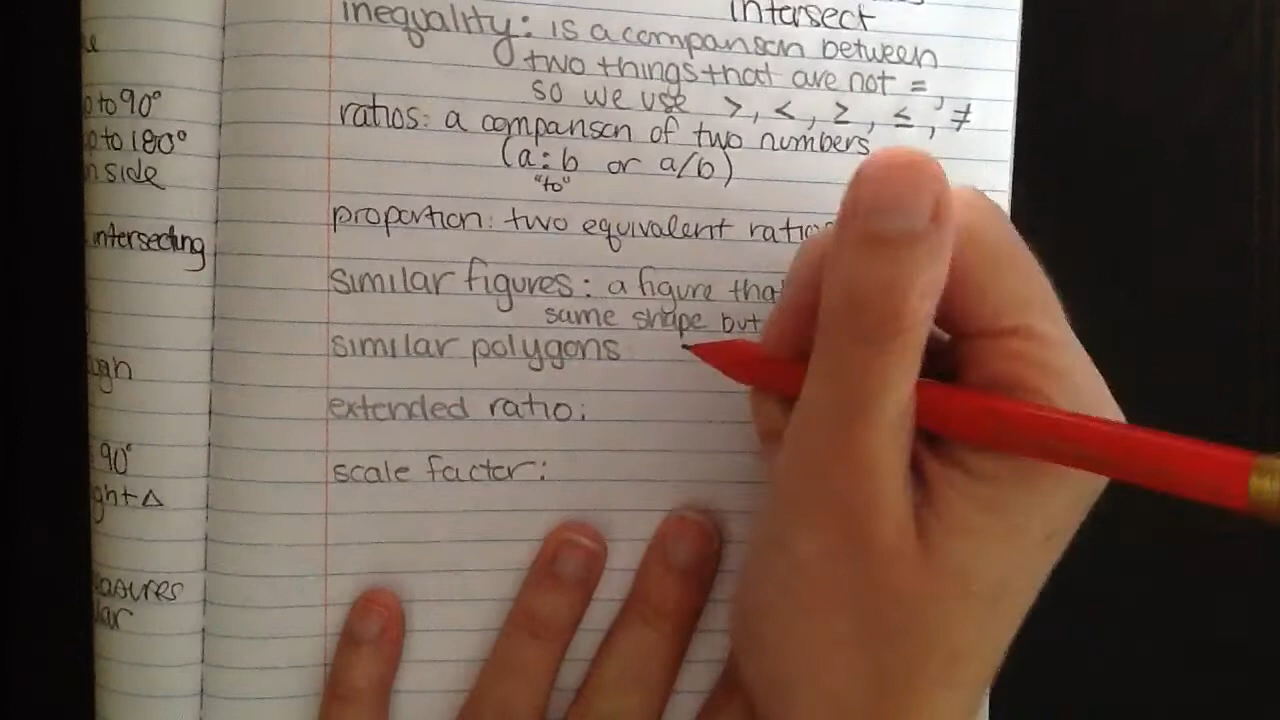 intersect
inequality: is a comparison between
two things that are not =,
so we use >, <, ≥, ≤, ≠
ratios: a comparison of two numbers
(a:b or a/b)
"to"
proportion: two equivalent
similar figures: a figure
same shape but
similar polygons
extended ratio:
scale factor:
to 90°
to 180°
side
intersecting
90°